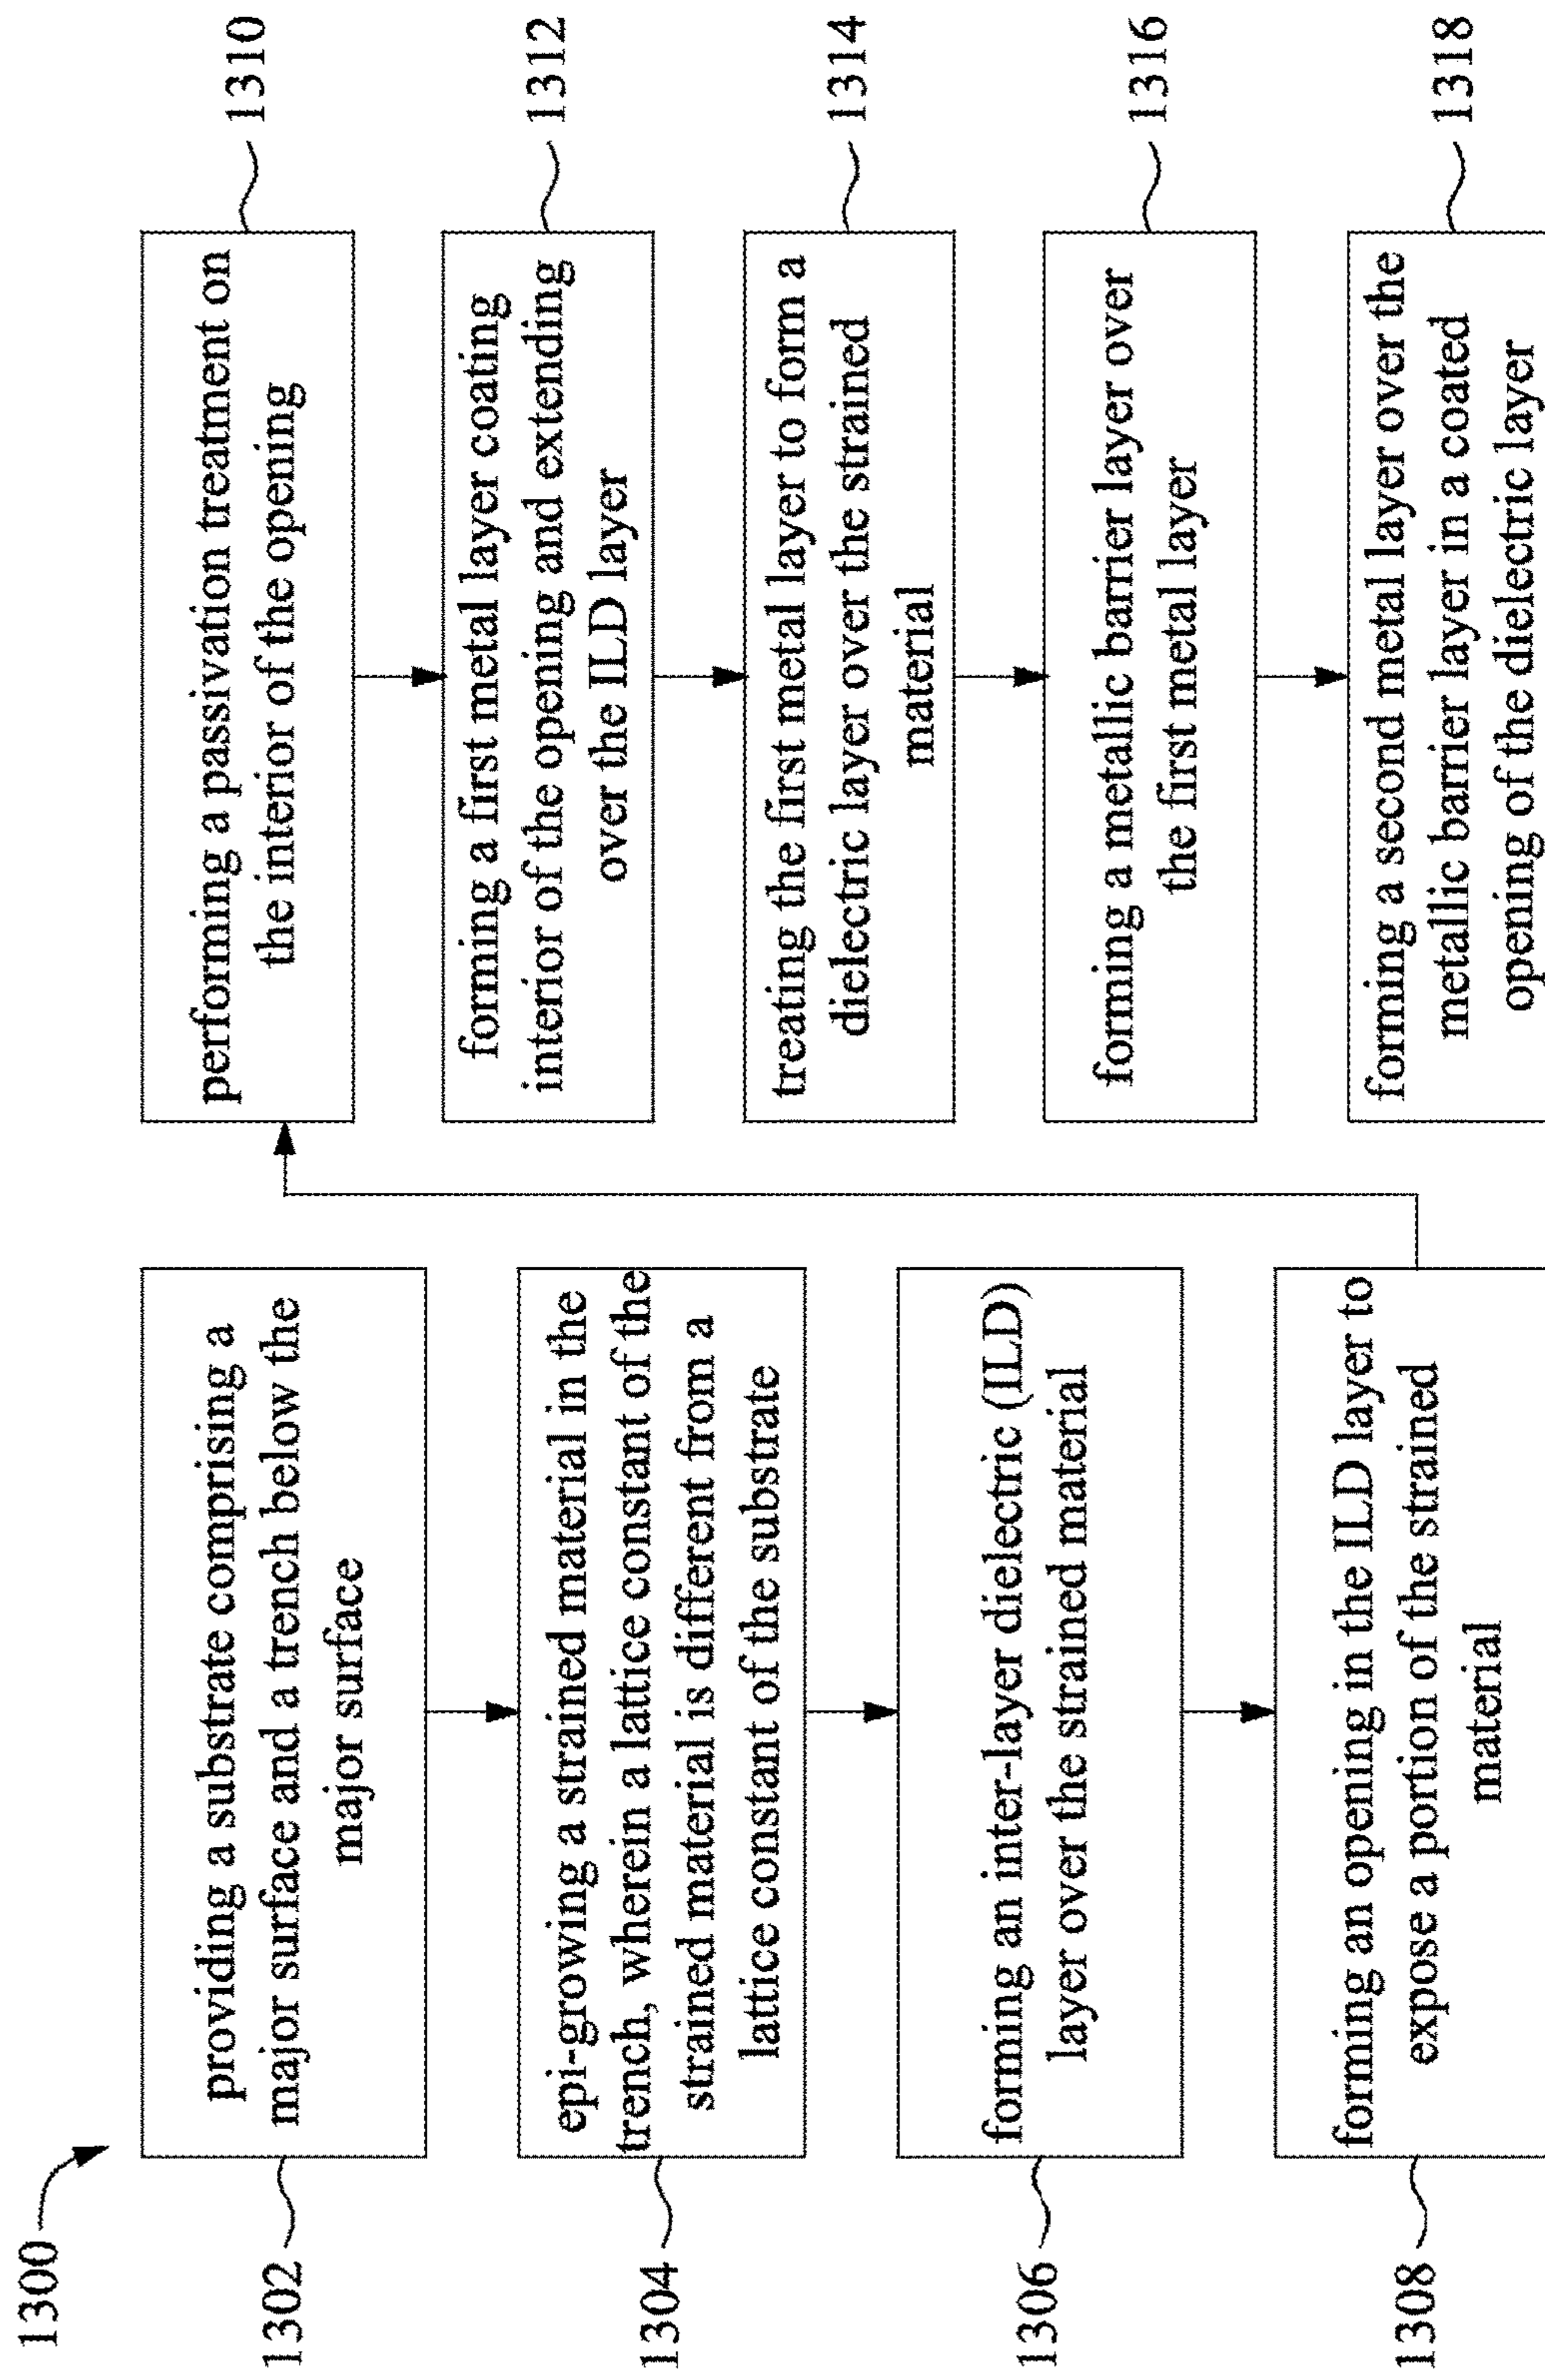 1300
1302
providing a substrate comprising a
major surface and a trench below the
major surface
1304
epi-growing a strained material in the
trench, wherein a lattice constant of the
strained material is different from a
lattice constant of the substrate
1306
forming an inter-layer dielectric (ILD)
layer over the strained material
1308
forming an opening in the ILD layer to
expose a portion of the strained
material
performing a passivation treatment on
the interior of the opening
1310
forming a first metal layer coating
interior of the opening and extending
over the ILD layer
1312
treating the first metal layer to form a
dielectric layer over the strained
material
1314
forming a metallic barrier layer over
the first metal layer
1316
forming a second metal layer over the
metallic barrier layer in a coated
opening of the dielectric layer
1318